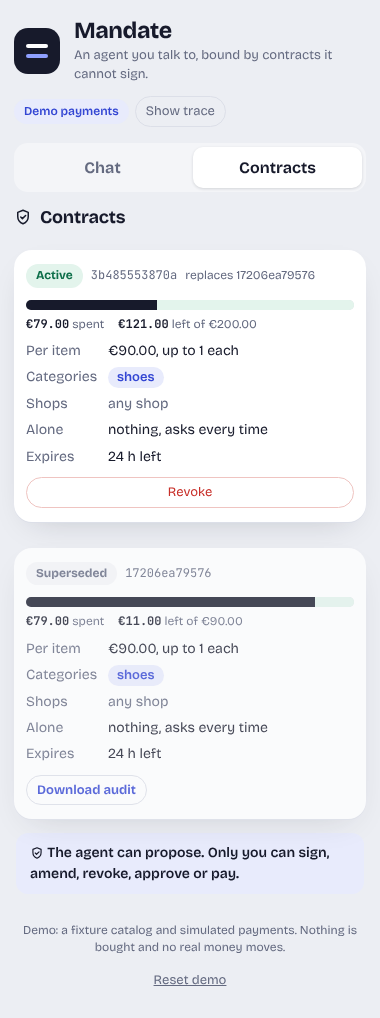 Mandate
An agent you talk to, bound by contracts it
cannot sign.
Demo payments
Show trace
Chat
Contracts
Contracts
Active 3b485553870a replaces 17206ea79576
€79.00 spent €121.00 left of €200.00
Per item €90.00, up to 1 each
Categories shoes
Shops any shop
Alone nothing, asks every time
Expires 24 h left
Revoke
Superseded 17206ea79576
€79.00 spent €11.00 left of €90.00
Per item €90.00, up to 1 each
Categories shoes
Shops any shop
Alone nothing, asks every time
Expires 24 h left
Download audit
The agent can propose. Only you can sign,
amend, revoke, approve or pay.
Demo: a fixture catalog and simulated payments. Nothing is
bought and no real money moves.
Reset demo